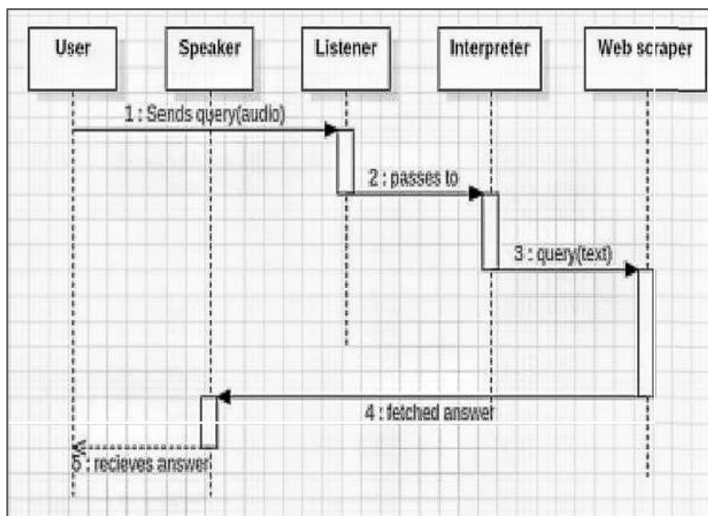 User
Speaker
Listener
Interpreter
Web scraper
1 : Sends query(audio)
2 : passes to
3 : query(text)
4 : fetched answer
5 : recieves answer